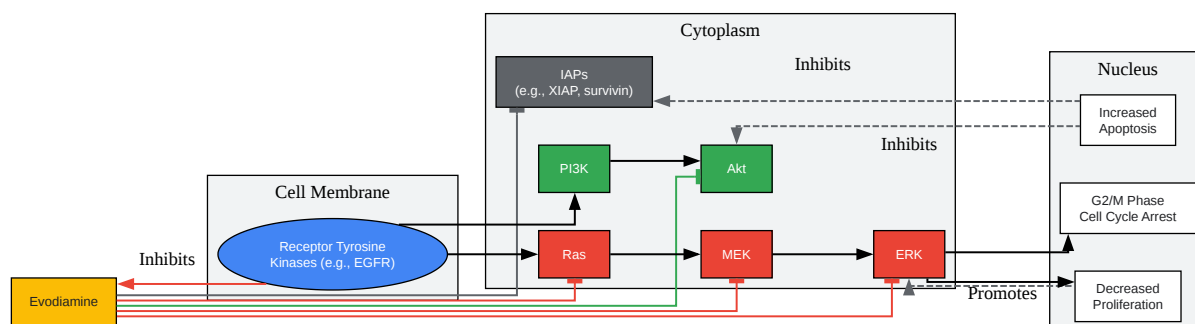 Cytoplasm
IAPs
(e.g., XIAP, survivin)
Inhibits
Nucleus
Increased
Apoptosis
Inhibits
PI3K
Akt
Cell Membrane
G2/M Phase
Cell Cycle Arrest
Receptor Tyrosine
Kinases (e.g., EGFR)
Ras
MEK
ERK
Inhibits
Evodiamine
Promotes
Decreased
Proliferation